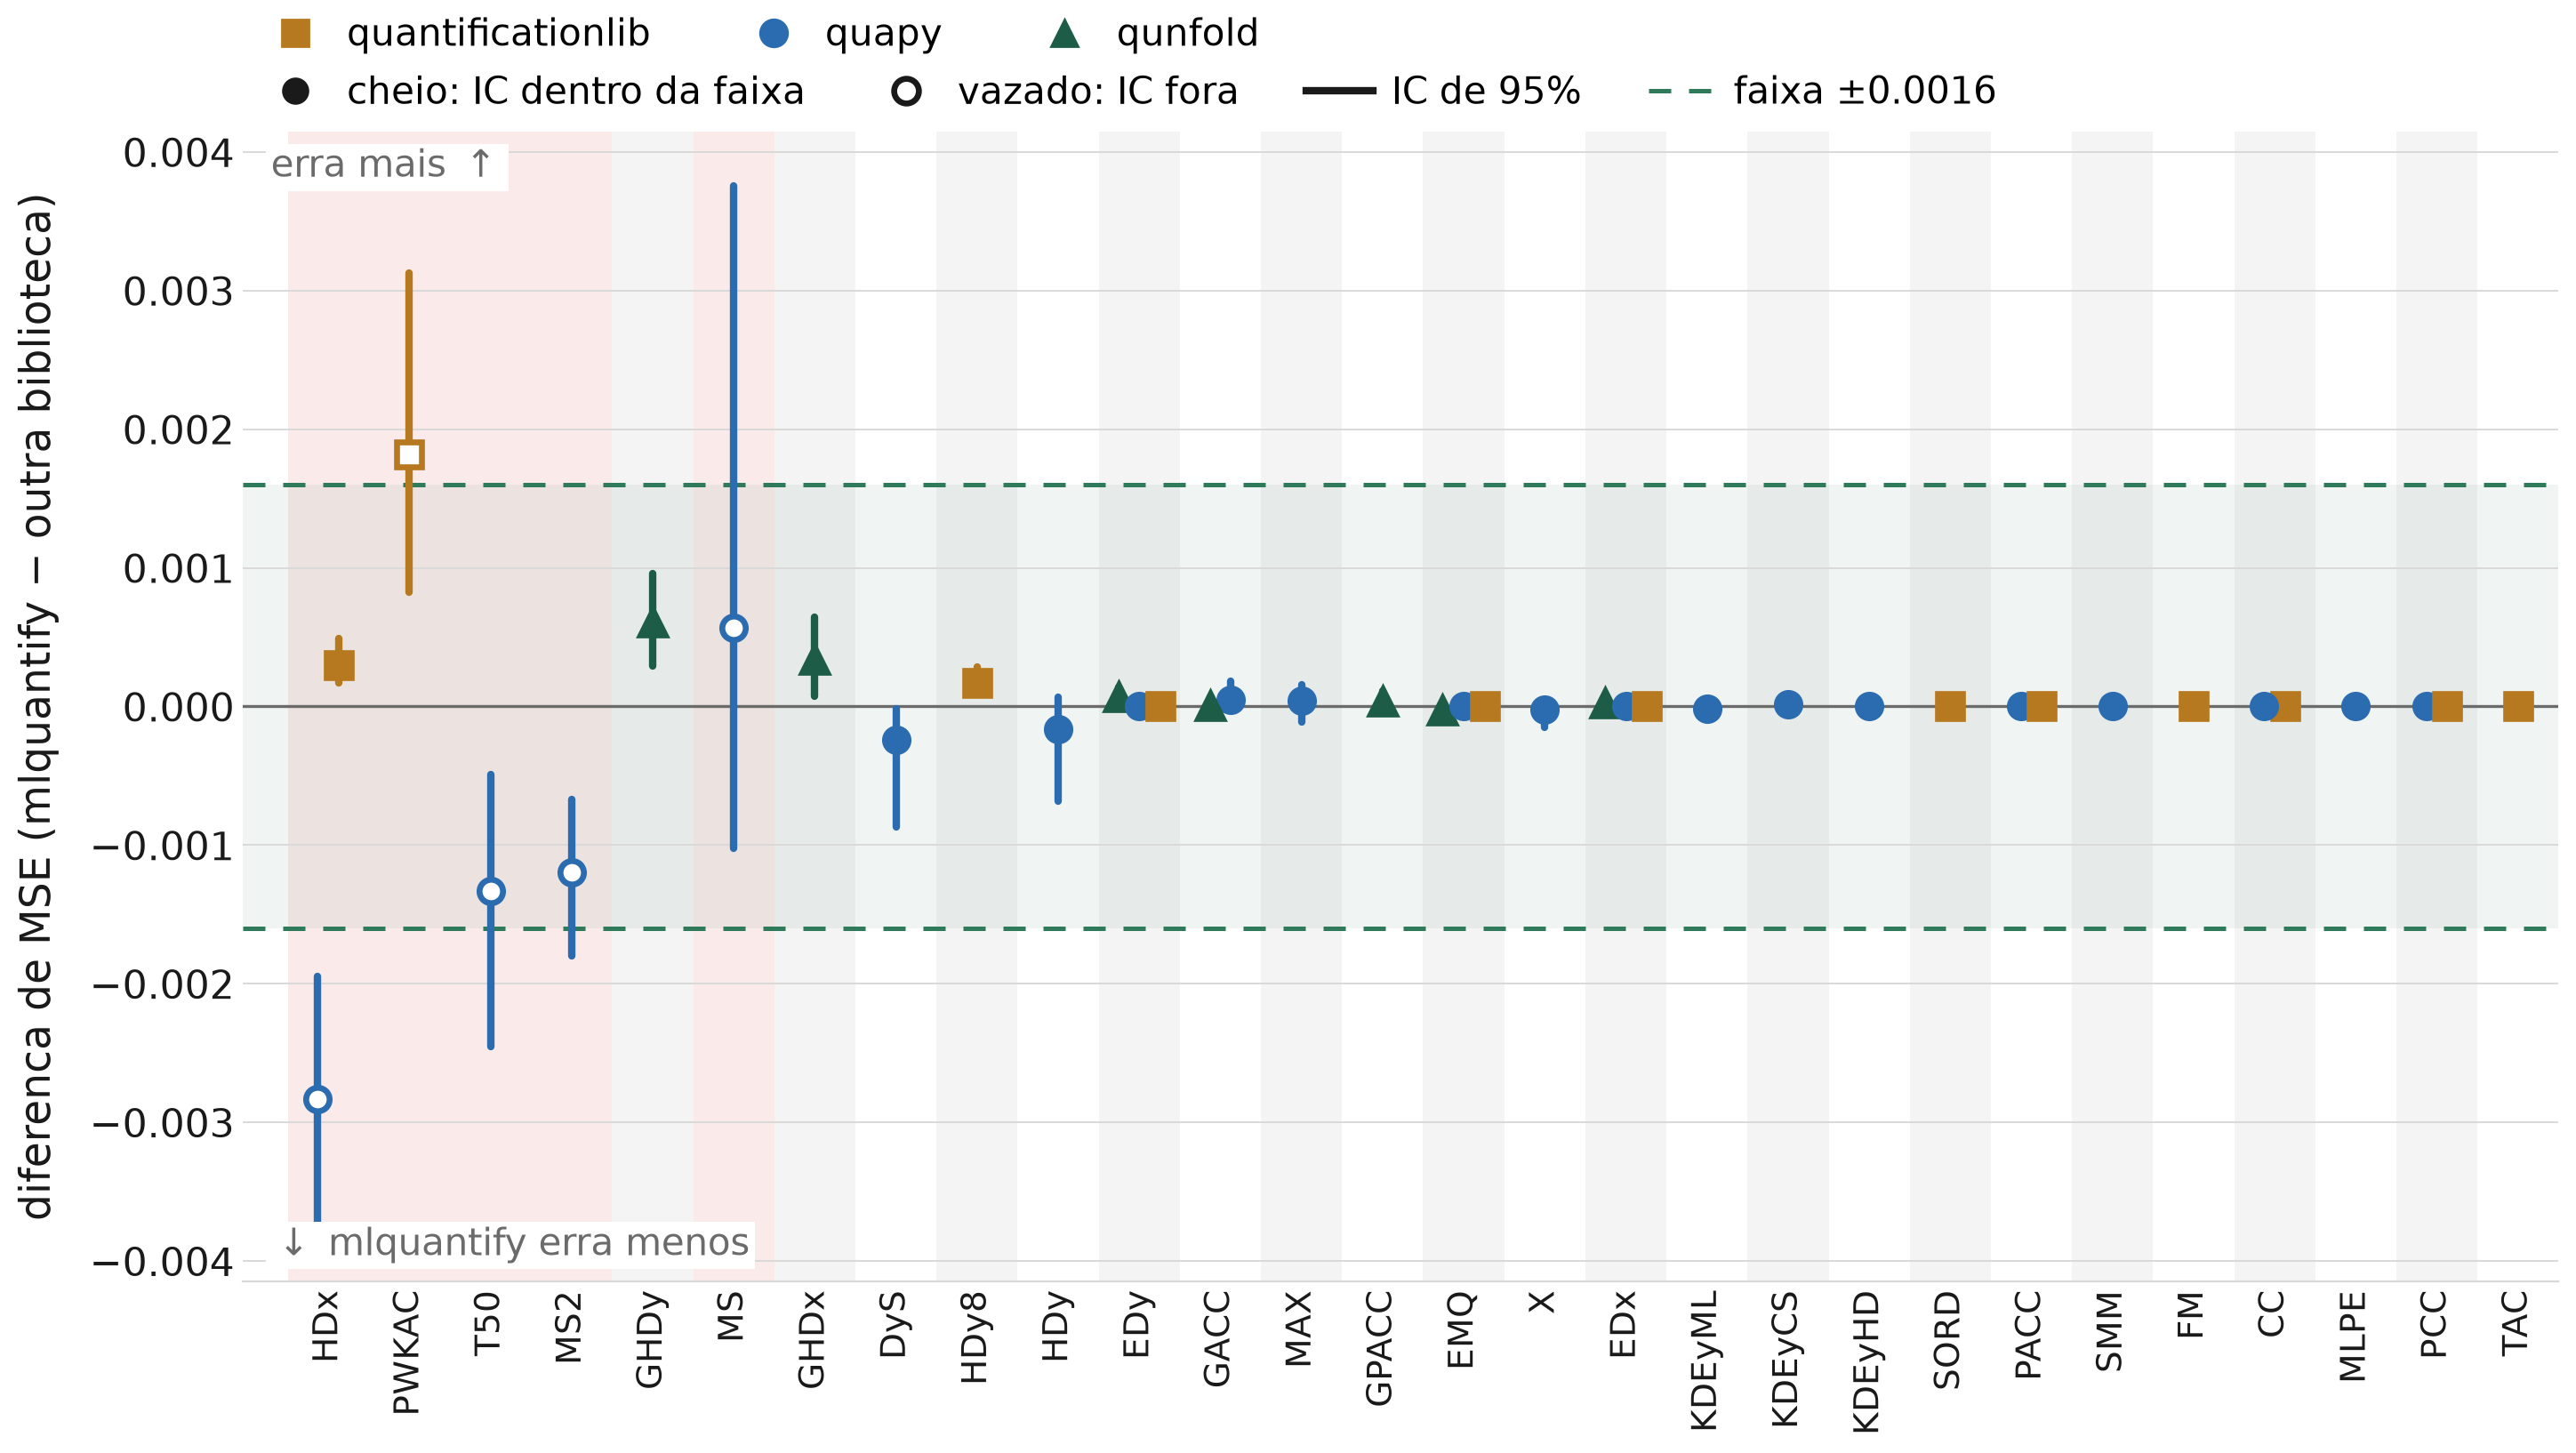 quantificationlib quapy qunfold
cheio: IC dentro da faixa vazado: IC fora IC de 95% faixa ±0.0016
diferenca de MSE (mlquantify − outra biblioteca)
0.004
erra mais ↑
0.003
0.002
0.001
0.000
−0.001
−0.002
−0.003
↓ mlquantify erra menos
−0.004
HDx
PWKAC
T50
MS2
GHDy
MS
GHDx
DyS
HDy8
HDy
EDy
GACC
MAX
GPACC
EMQ
X
EDx
KDEyML
KDEyCS
KDEyHD
SORD
PACC
SMM
FM
CC
MLPE
PCC
TAC